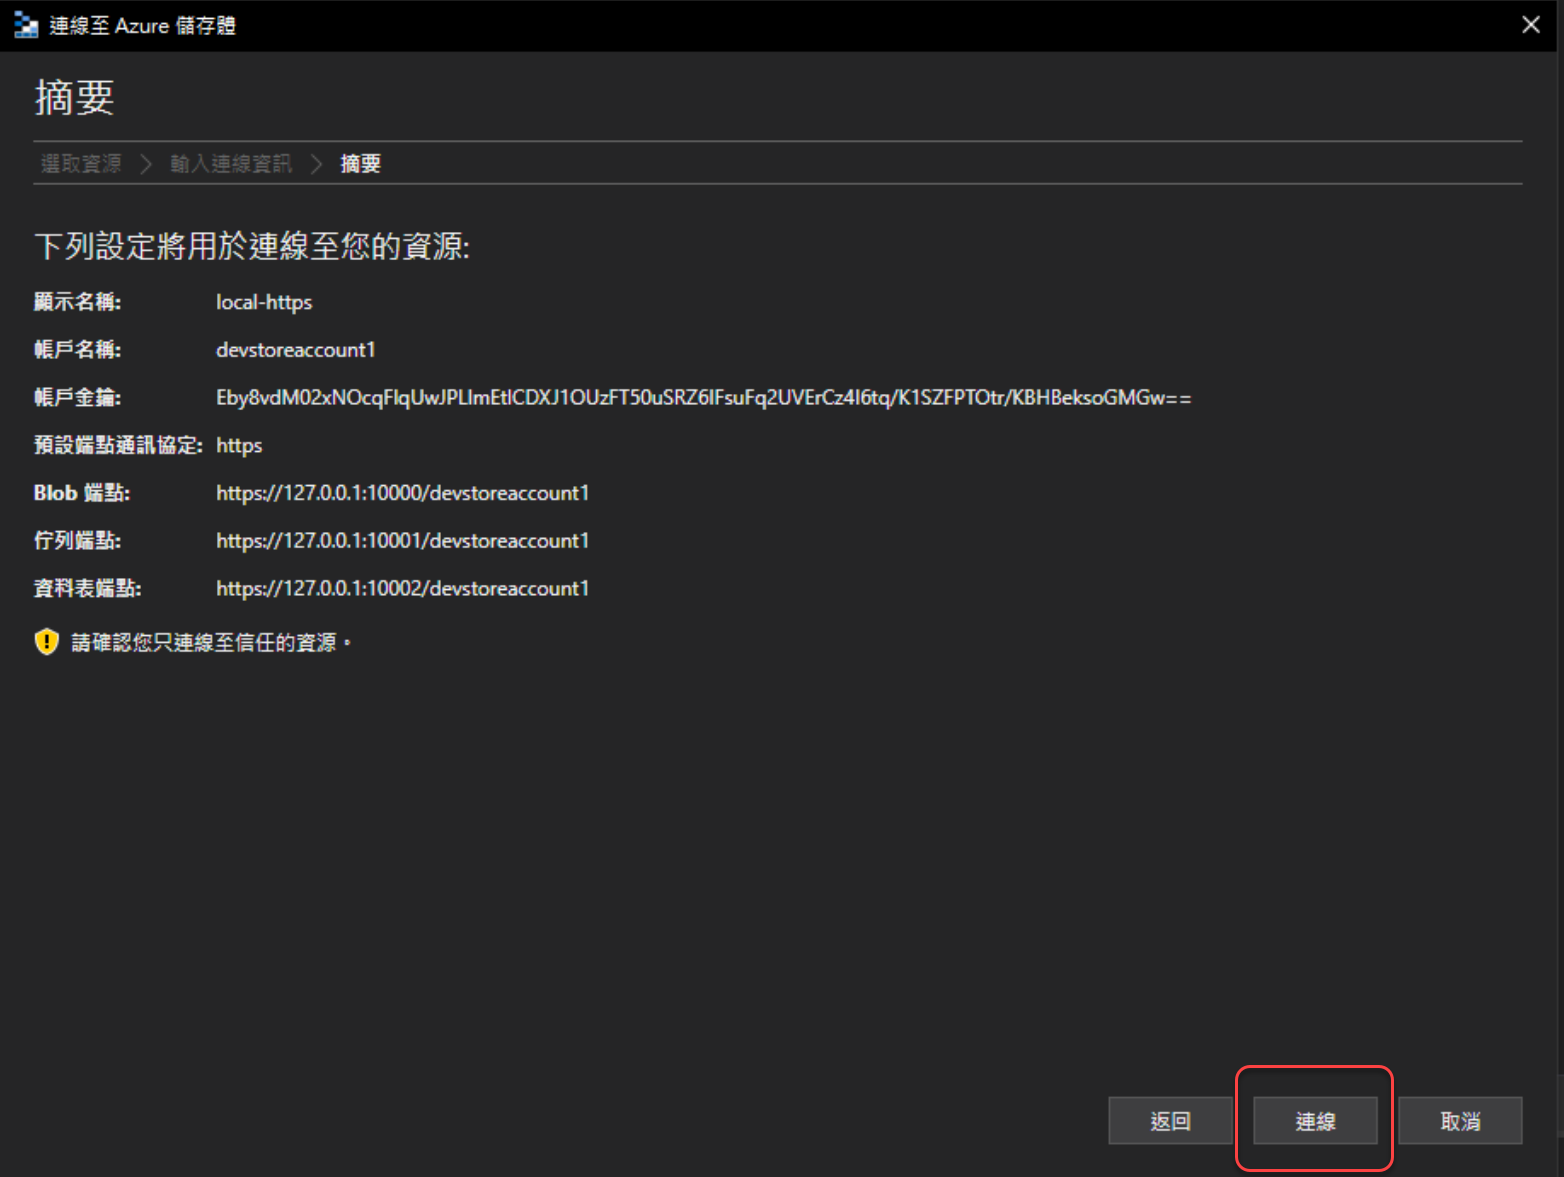 連線至 Azure 儲存體
摘要
選取資源 > 輸入連線資訊 > 摘要
下列設定將用於連線至您的資源:
顯示名稱: local-https
帳戶名稱: devstoreaccount1
帳戶金鑰: Eby8vdM02xNOcqFlqUwJPLlmEtlCDXJ1OUzFT50uSRZ6IFsuFq2UVErCz4I6tq/K1SZFPTOtr/KBHBeksoGMGw==
預設端點通訊協定: https
Blob 端點: https://127.0.0.1:10000/devstoreaccount1
佇列端點: https://127.0.0.1:10001/devstoreaccount1
資料表端點: https://127.0.0.1:10002/devstoreaccount1
請確認您只連線至信任的資源。
返回 連線 取消